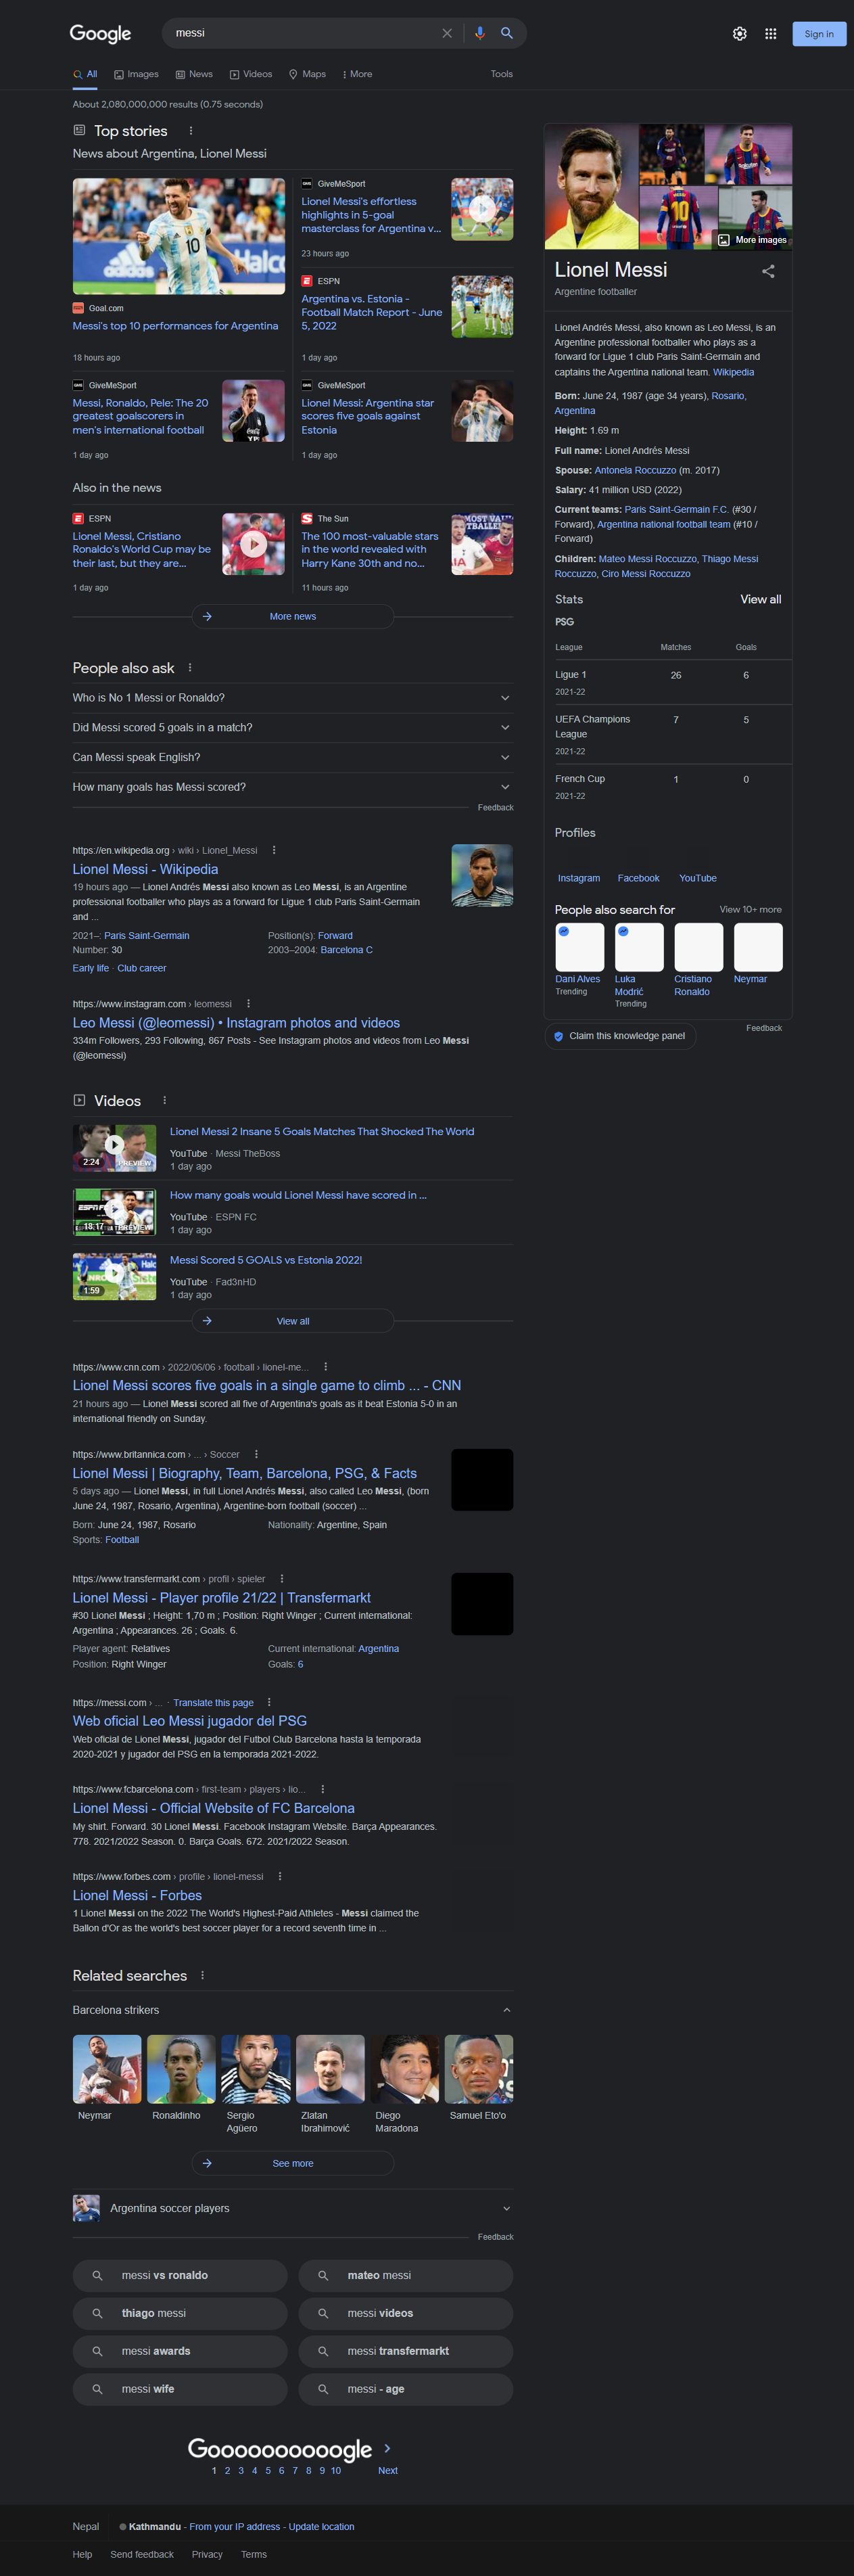 Google
messi
Sign in
All
Images
News
Videos
Maps
More
Tools
About 2,080,000,000 results (0.75 seconds)
Top stories
News about Argentina, Lionel Messi
Goal.com
Messi's top 10 performances for Argentina
18 hours ago
GiveMeSport
Lionel Messi's effortless
highlights in 5-goal
masterclass for Argentina v...
23 hours ago
ESPN
Argentina vs. Estonia -
Football Match Report - June
5, 2022
1 day ago
GiveMeSport
Messi, Ronaldo, Pele: The 20
greatest goalscorers in
men's international football
1 day ago
GiveMeSport
Lionel Messi: Argentina star
scores five goals against
Estonia
1 day ago
Also in the news
ESPN
Lionel Messi, Cristiano
Ronaldo's World Cup may be
their last, but they are...
1 day ago
The Sun
The 100 most-valuable stars
in the world revealed with
Harry Kane 30th and no...
11 hours ago
More news
People also ask
Who is No 1 Messi or Ronaldo?
Did Messi scored 5 goals in a match?
Can Messi speak English?
How many goals has Messi scored?
Feedback
https://en.wikipedia.org › wiki › Lionel_Messi
Lionel Messi - Wikipedia
19 hours ago — Lionel Andrés Messi also known as Leo Messi, is an Argentine
professional footballer who plays as a forward for Ligue 1 club Paris Saint-Germain
and ...
2021–: Paris Saint-Germain
Position(s): Forward
Number: 30
2003–2004: Barcelona C
Early life · Club career
https://www.instagram.com › leomessi
Leo Messi (@leomessi) • Instagram photos and videos
334m Followers, 293 Following, 867 Posts - See Instagram photos and videos from Leo Messi
(@leomessi)
Videos
2:24
PREVIEW
Lionel Messi 2 Insane 5 Goals Matches That Shocked The World
YouTube · Messi TheBoss
1 day ago
18:17
PREVIEW
How many goals would Lionel Messi have scored in ...
YouTube · ESPN FC
1 day ago
1:59
Messi Scored 5 GOALS vs Estonia 2022!
YouTube · Fad3nHD
1 day ago
View all
https://www.cnn.com › 2022/06/06 › football › lionel-me...
Lionel Messi scores five goals in a single game to climb ... - CNN
21 hours ago — Lionel Messi scored all five of Argentina's goals as it beat Estonia 5-0 in an
international friendly on Sunday.
https://www.britannica.com › ... › Soccer
Lionel Messi | Biography, Team, Barcelona, PSG, & Facts
5 days ago — Lionel Messi, in full Lionel Andrés Messi, also called Leo Messi, (born
June 24, 1987, Rosario, Argentina), Argentine-born football (soccer) ...
Born: June 24, 1987, Rosario
Nationality: Argentine, Spain
Sports: Football
https://www.transfermarkt.com › profil › spieler
Lionel Messi - Player profile 21/22 | Transfermarkt
#30 Lionel Messi ; Height: 1,70 m ; Position: Right Winger ; Current international:
Argentina ; Appearances. 26 ; Goals. 6.
Player agent: Relatives
Current international: Argentina
Position: Right Winger
Goals: 6
https://messi.com › ... · Translate this page
Web oficial Leo Messi jugador del PSG
Web oficial de Lionel Messi, jugador del Futbol Club Barcelona hasta la temporada
2020-2021 y jugador del PSG en la temporada 2021-2022.
https://www.fcbarcelona.com › first-team › players › lio...
Lionel Messi - Official Website of FC Barcelona
My shirt. Forward. 30 Lionel Messi. Facebook Instagram Website. Barça Appearances.
778. 2021/2022 Season. 0. Barça Goals. 672. 2021/2022 Season.
https://www.forbes.com › profile › lionel-messi
Lionel Messi - Forbes
1 Lionel Messi on the 2022 The World's Highest-Paid Athletes - Messi claimed the
Ballon d'Or as the world's best soccer player for a record seventh time in ...
Related searches
Barcelona strikers
Neymar
Ronaldinho
Sergio
Agüero
Zlatan
Ibrahimović
Diego
Maradona
Samuel Eto'o
See more
Argentina soccer players
Feedback
messi vs ronaldo
mateo messi
thiago messi
messi videos
messi awards
messi transfermarkt
messi wife
messi - age
Goooooooooogle
1 2 3 4 5 6 7 8 9 10
Next
More images
Lionel Messi
Argentine footballer
Lionel Andrés Messi, also known as Leo Messi, is an
Argentine professional footballer who plays as a
forward for Ligue 1 club Paris Saint-Germain and
captains the Argentina national team. Wikipedia
Born: June 24, 1987 (age 34 years), Rosario,
Argentina
Height: 1.69 m
Full name: Lionel Andrés Messi
Spouse: Antonela Roccuzzo (m. 2017)
Salary: 41 million USD (2022)
Current teams: Paris Saint-Germain F.C. (#30 /
Forward), Argentina national football team (#10 /
Forward)
Children: Mateo Messi Roccuzzo, Thiago Messi
Roccuzzo, Ciro Messi Roccuzzo
Stats
View all
PSG
League
Matches
Goals
Ligue 1
26
6
2021-22
UEFA Champions
League
7
5
2021-22
French Cup
1
0
2021-22
Profiles
Instagram
Facebook
YouTube
People also search for
View 10+ more
Dani Alves
Trending
Luka
Modrić
Trending
Cristiano
Ronaldo
Neymar
Feedback
Claim this knowledge panel
Nepal
Kathmandu - From your IP address - Update location
Help
Send feedback
Privacy
Terms